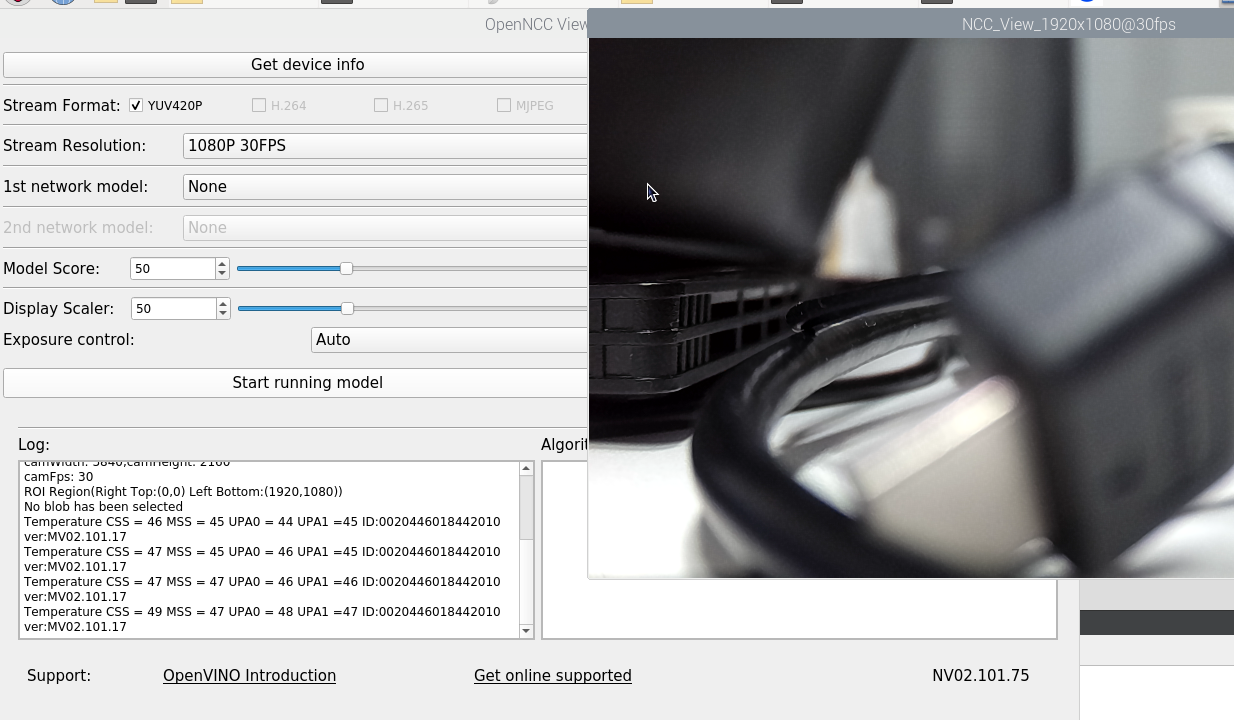 OpenNCC View
NCC_View_1920x1080@30fps
Get device info
Stream Format: YUV420P H.264 H.265 MJPEG
Stream Resolution: 1080P 30FPS
1st network model: None
2nd network model: None
Model Score: 50
Display Scaler: 50
Exposure control: Auto
Start running model
Log: Algorit
camWidth: 3840,camHeight: 2160
camFps: 30
ROI Region(Right Top:(0,0) Left Bottom:(1920,1080))
No blob has been selected
Temperature CSS = 46 MSS = 45 UPA0 = 44 UPA1 =45 ID:0020446018442010
ver:MV02.101.17
Temperature CSS = 47 MSS = 45 UPA0 = 46 UPA1 =45 ID:0020446018442010
ver:MV02.101.17
Temperature CSS = 47 MSS = 47 UPA0 = 46 UPA1 =46 ID:0020446018442010
ver:MV02.101.17
Temperature CSS = 49 MSS = 47 UPA0 = 48 UPA1 =47 ID:0020446018442010
ver:MV02.101.17
Support: OpenVINO Introduction Get online supported NV02.101.75